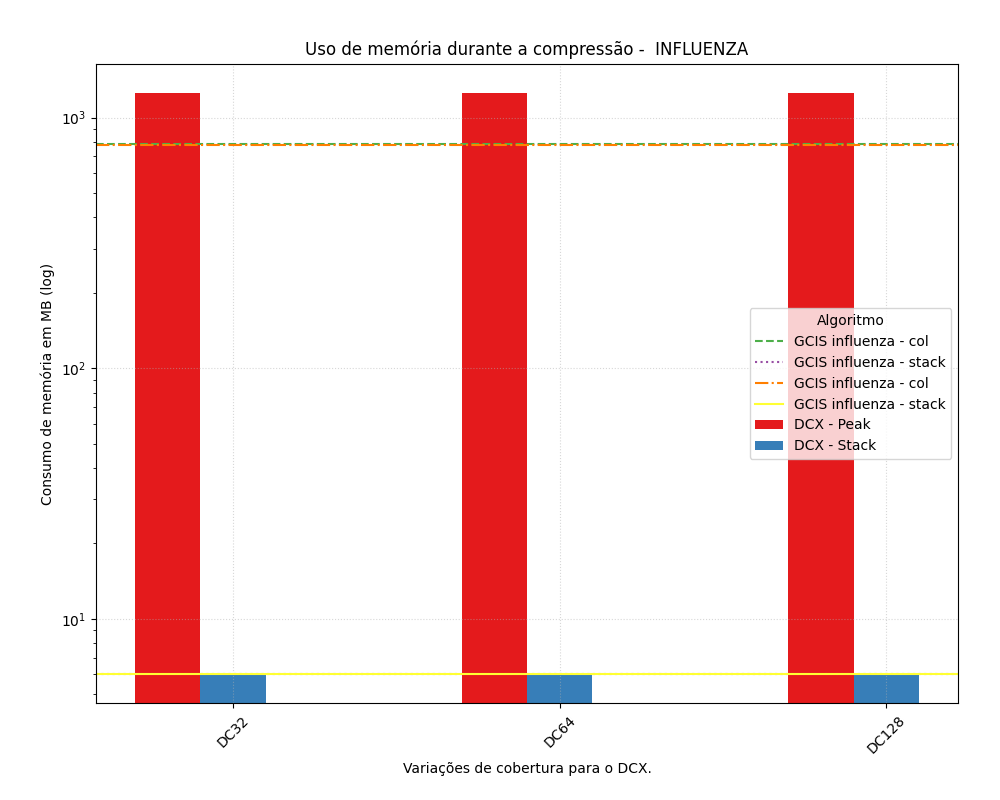 Uso de memória durante a compressão -  INFLUENZA
Consumo de memória em MB (log)
10³
10²
10¹
Algoritmo
GCIS influenza - col
GCIS influenza - stack
GCIS influenza - col
GCIS influenza - stack
DCX - Peak
DCX - Stack
DC32
DC64
DC128
Variações de cobertura para o DCX.